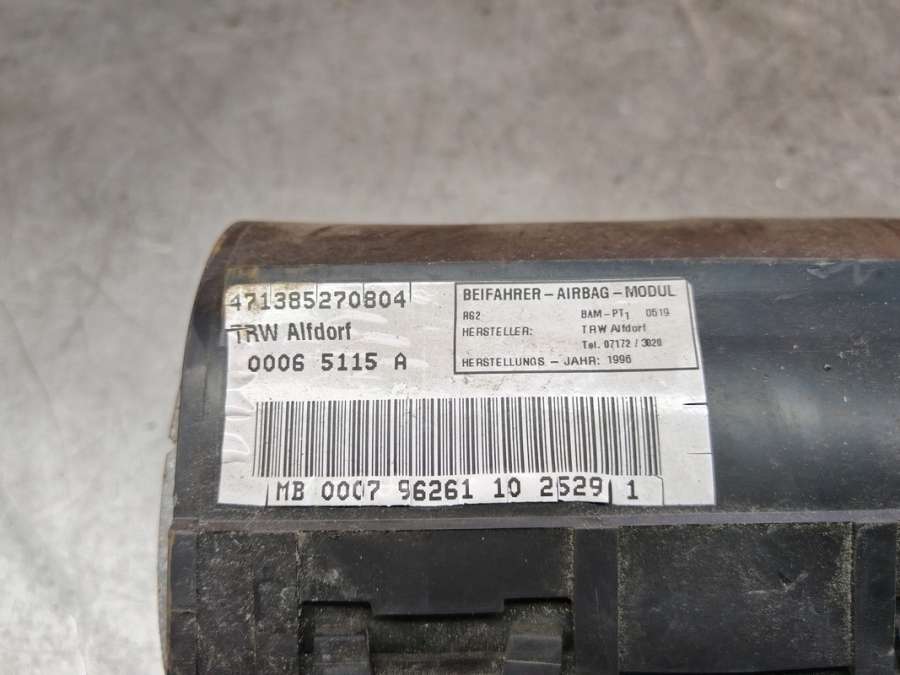 471385270804
TRW Alfdorf
0006 5115 A
BEIFAHRER-AIRBAG-MODUL
RG2 BAM-PT1 0519
HERSTELLER: TRW Alfdorf
Tel. 07172 / 3020
HERSTELLUNGS - JAHR: 1996
MB 0007 96261 10 2529 1